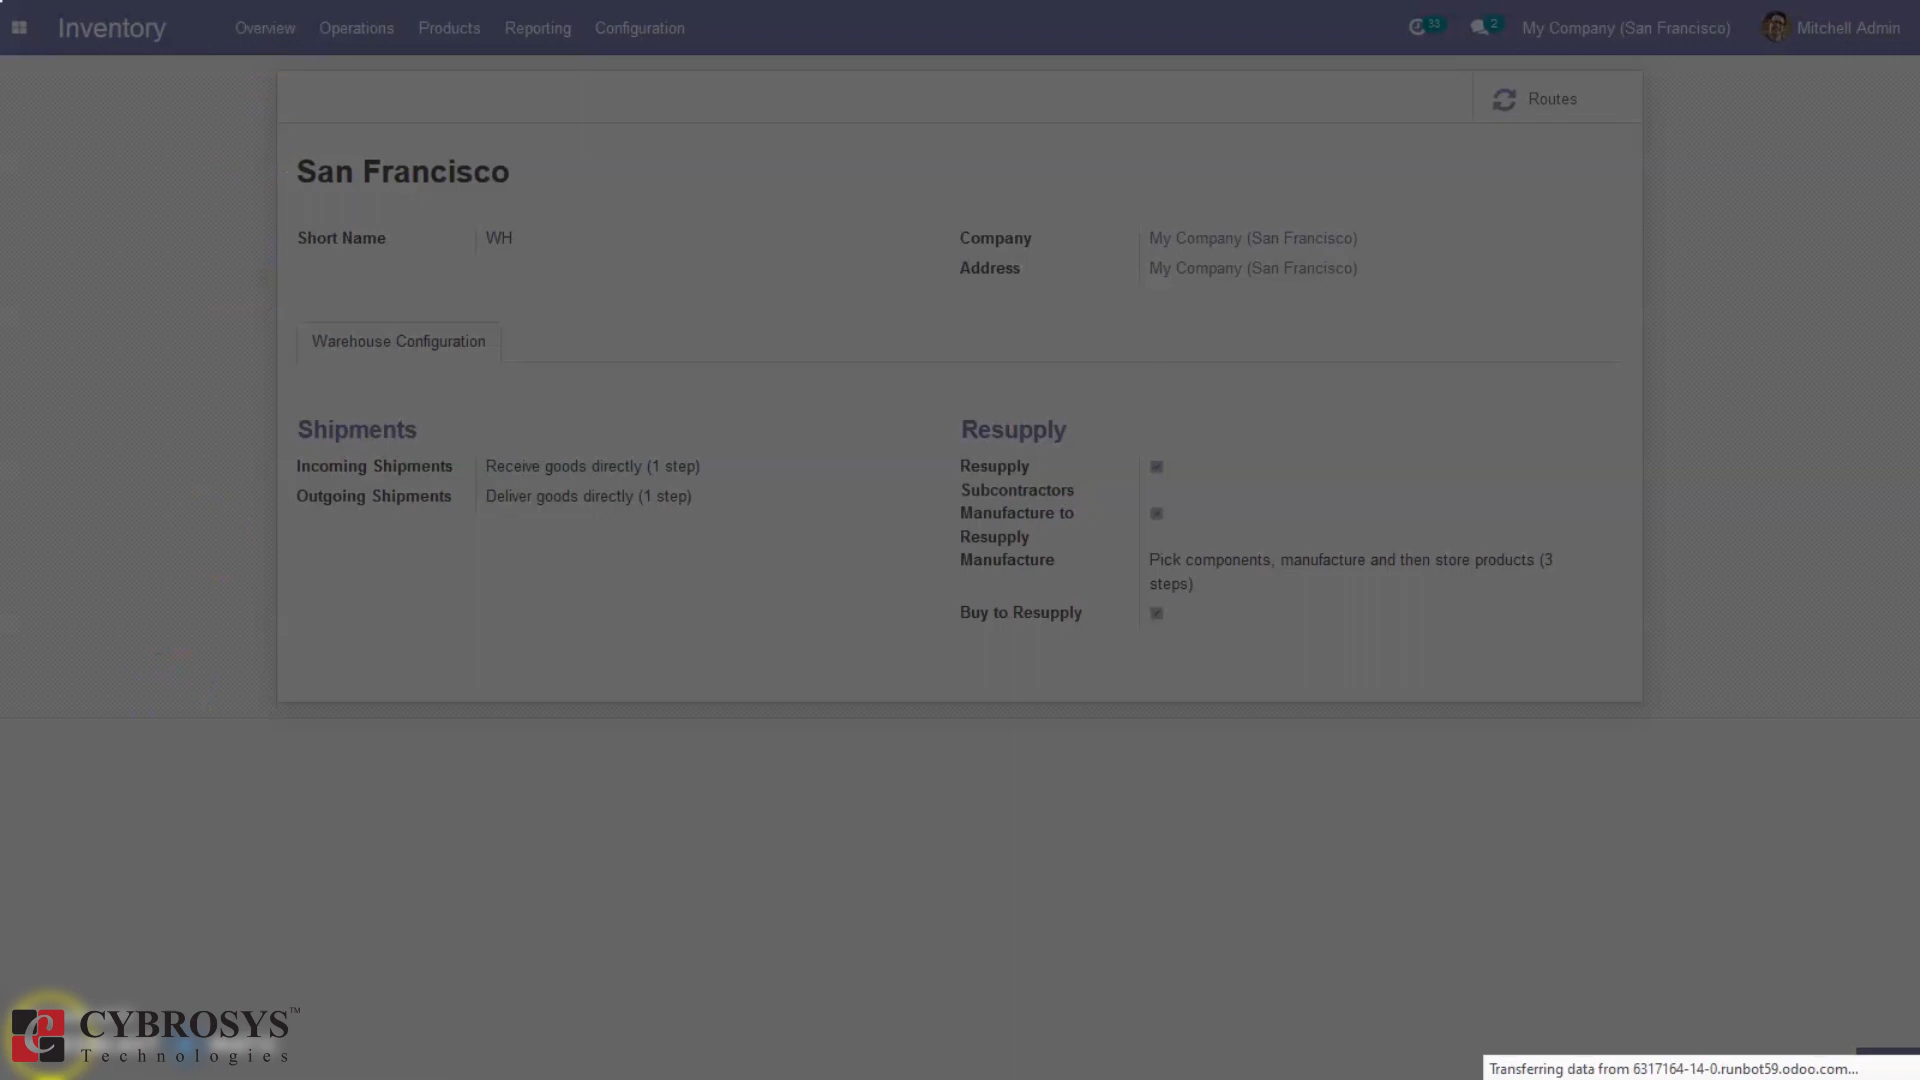 Inventory Overview Operations Products Reporting Configuration 33 2 My Company (San Francisco) Mitchell Admin
Routes
San Francisco
Short Name WH
Company My Company (San Francisco)
Address My Company (San Francisco)
Warehouse Configuration
Shipments
Incoming Shipments Receive goods directly (1 step)
Outgoing Shipments Deliver goods directly (1 step)
Resupply
Resupply
Subcontractors
Manufacture to
Resupply
Manufacture Pick components, manufacture and then store products (3
steps)
Buy to Resupply
CYBROSYS™
Technologies
Transferring data from 6317164-14-0.runbot59.odoo.com...